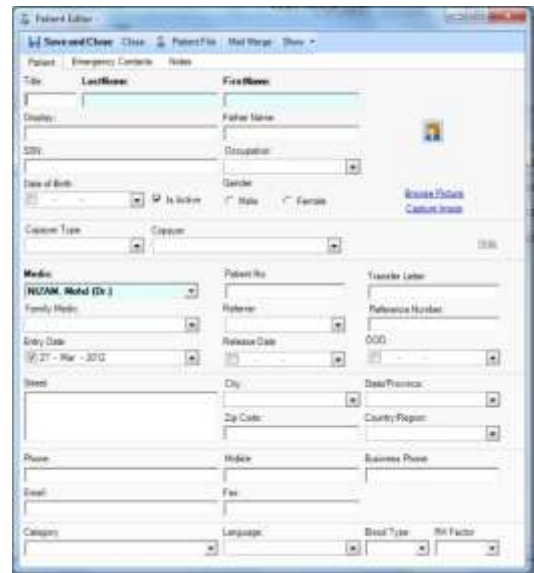 Patient Editor
Save and Close Close Patient File Mail Merge Show
Patient Emergency Contacts Notes
Title LastName FirstName
Display: Father Name
SSN: Occupation
Date of Birth Gender
Is Active Male Female
Browse Picture
Capture Image
Copayer Type Copayer
Medic: Patient No Transfer Letter
NIZAM, Mohd (Dr.)
Family Medic Referrer Reference Number
Entry Date Release Date DOD
27 - Mar - 2012
Street City State/Province
Zip Code: Country/Region
Phone Mobile Business Phone
Email Fax
Category Language Blood Type RH Factor